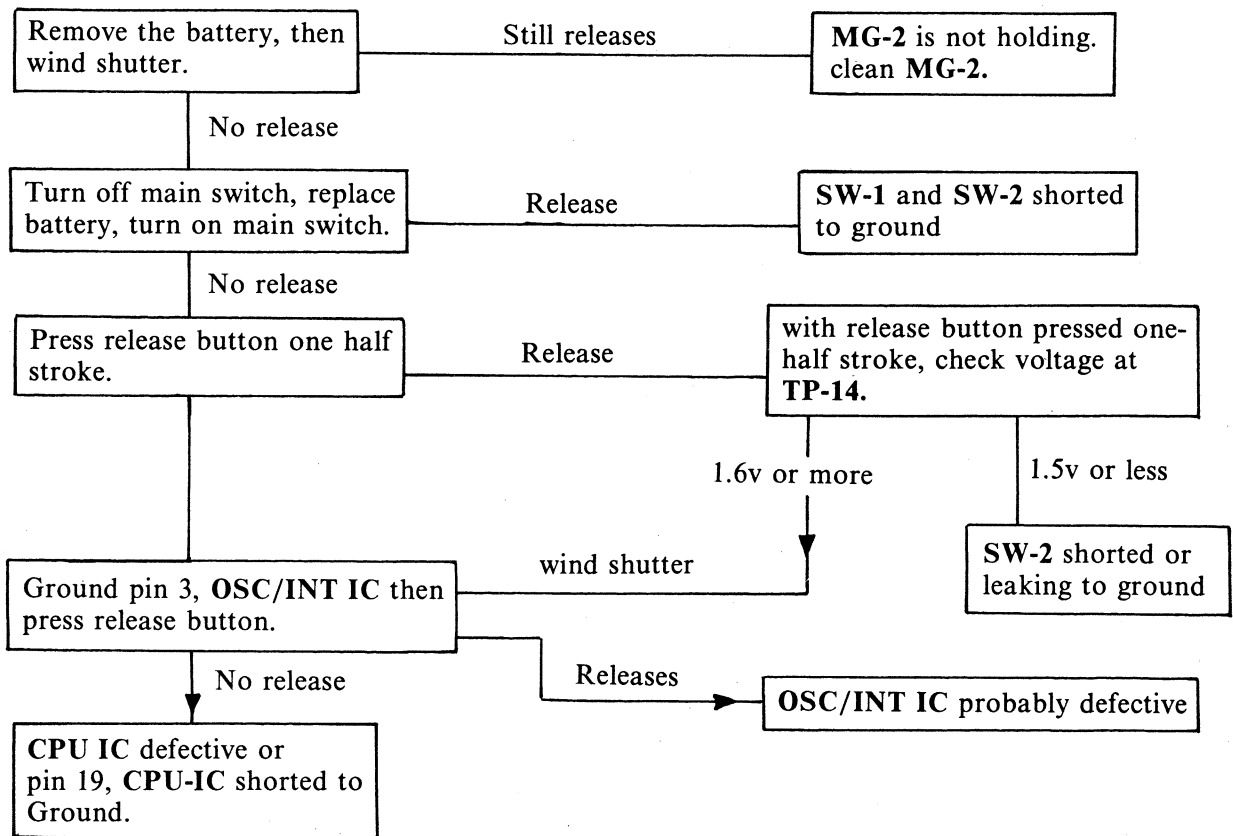 Remove the battery, then
wind shutter.
Still releases
MG-2 is not holding.
clean MG-2.
No release
Turn off main switch, replace
battery, turn on main switch.
Release
SW-1 and SW-2 shorted
to ground
No release
Press release button one half
stroke.
Release
with release button pressed one-
half stroke, check voltage at
TP-14.
1.6v or more
1.5v or less
SW-2 shorted or
leaking to ground
wind shutter
Ground pin 3, OSC/INT IC then
press release button.
No release
Releases
OSC/INT IC probably defective
CPU IC defective or
pin 19, CPU-IC shorted to
Ground.